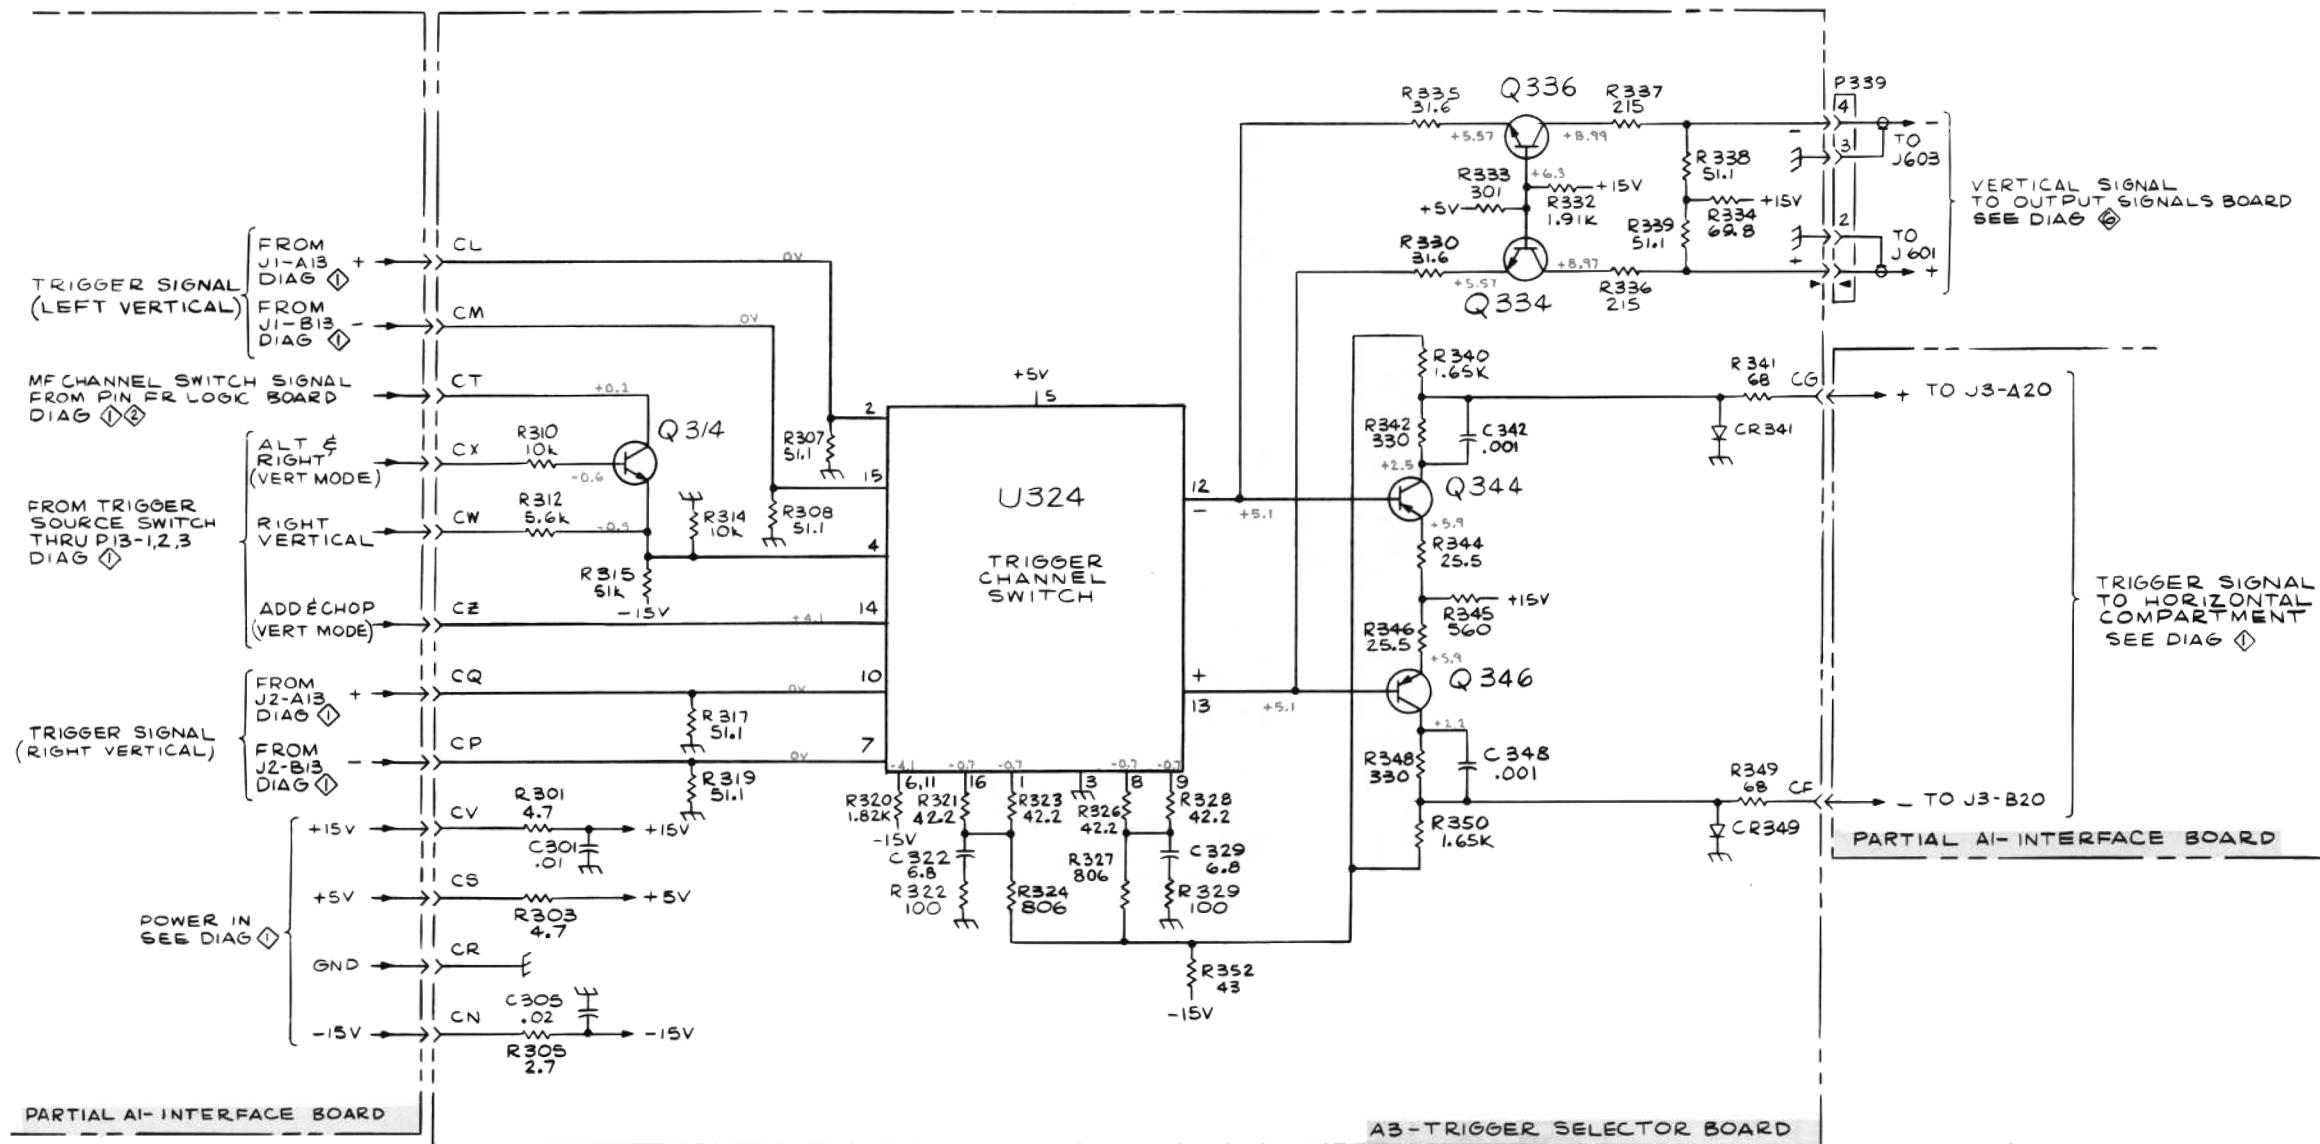 TRIGGER SIGNAL
(LEFT VERTICAL)
FROM
J1-A13
DIAG 1
+
CL
0V
FROM
J1-B13
DIAG 1
-
CM
0V
MF CHANNEL SWITCH SIGNAL
FROM PIN FR LOGIC BOARD
DIAG 1 2
CT
+0.2
FROM TRIGGER
SOURCE SWITCH
THRU P13-1,2,3
DIAG 1
ALT &
RIGHT
(VERT MODE)
CX
R310
10K
-0.6
Q314
RIGHT
VERTICAL
CW
R312
5.6K
-0.9
R314
10K
R315
51K
-15V
ADD & CHOP
(VERT MODE)
CZ
+4.1
TRIGGER SIGNAL
(RIGHT VERTICAL)
FROM
J2-A13
DIAG 1
+
CQ
0V
R317
51.1
FROM
J2-B13
DIAG 1
-
CP
0V
R319
51.1
POWER IN
SEE DIAG 1
+15V
CV
R301
4.7
+15V
C301
.01
+5V
CS
R303
4.7
+5V
GND
CR
-15V
CN
C305
.02
R305
2.7
-15V
PARTIAL A1-INTERFACE BOARD
R307
51.1
R308
51.1
+5V
5
2
15
4
14
10
7
U324
TRIGGER
CHANNEL
SWITCH
12
-
+5.1
+
13
+5.1
-4.1
-0.7
-0.7
-0.7
-0.7
6,11
16
1
3
8
9
R320
1.82K
-15V
R321
42.2
R323
42.2
R326
42.2
R328
42.2
C322
6.8
R322
100
R324
806
R327
806
C329
6.8
R329
100
R352
43
-15V
R335
31.6
Q336
R337
215
+5.57
+8.99
R333
301
+5V
+6.3
+15V
R332
1.91K
R338
51.1
+15V
R334
69.8
R339
51.1
R330
31.6
+5.57
+8.97
Q334
R336
215
P339
4
-
-
3
TO
J603
2
TO
J601
+
+
VERTICAL SIGNAL
TO OUTPUT SIGNALS BOARD
SEE DIAG 6
R340
1.65K
R342
330
C342
.001
+2.5
Q344
+5.9
R344
25.5
+15V
R345
560
R346
25.5
+5.9
Q346
+2.2
R348
330
C348
.001
R350
1.65K
R341
68
CG
CR341
+ TO J3-A20
R349
68
CF
CR349
- TO J3-B20
TRIGGER SIGNAL
TO HORIZONTAL
COMPARTMENT
SEE DIAG 1
PARTIAL A1-INTERFACE BOARD
A3-TRIGGER SELECTOR BOARD